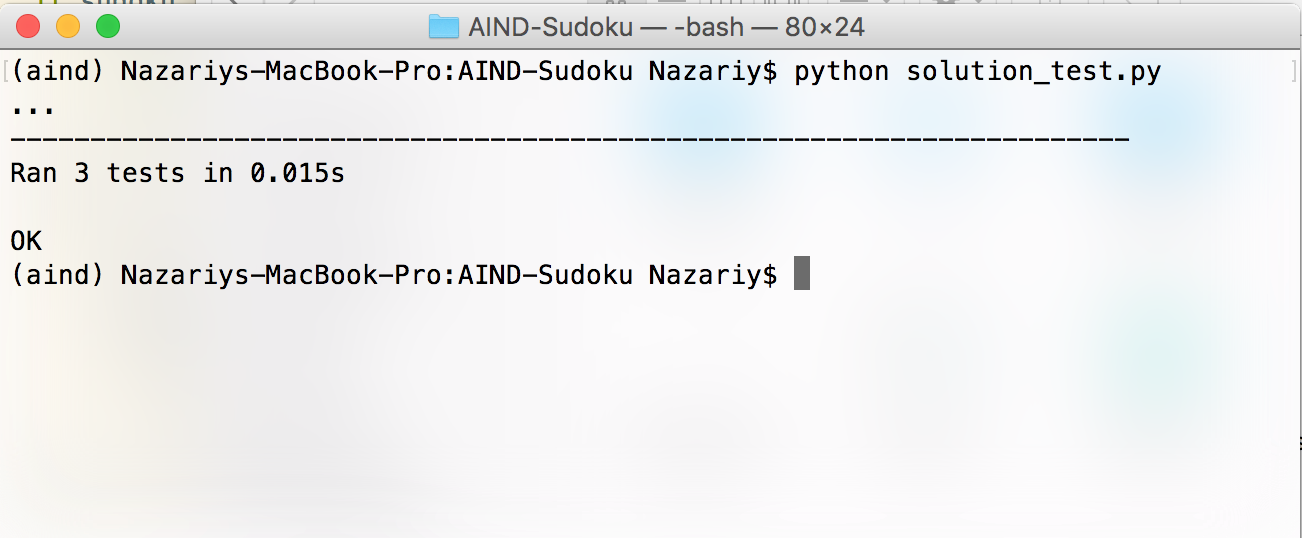 AIND-Sudoku — -bash — 80×24
(aind) Nazariys-MacBook-Pro:AIND-Sudoku Nazariy$ python solution_test.py
...
----------------------------------------------------------------------
Ran 3 tests in 0.015s
OK
(aind) Nazariys-MacBook-Pro:AIND-Sudoku Nazariy$